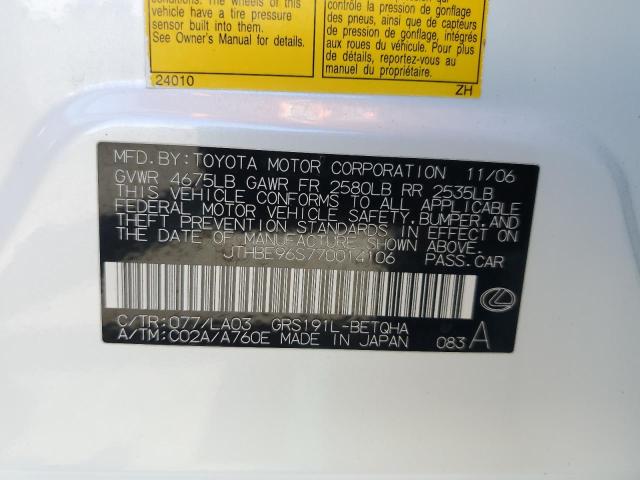 conditions. The wheels of this
vehicle have a tire pressure
sensor built into them.
See Owner's Manual for details.
24010
contrôle la pression de gonflage
des pneus, ainsi que de capteurs
de pression de gonflage, intégrés
aux roues du véhicule. Pour plus
de détails, reportez-vous au
manuel du propriétaire.
ZH
MFD. BY: TOYOTA MOTOR CORPORATION 11/06
GVWR 4675LB GAWR FR 2580LB RR 2535LB
THIS VEHICLE CONFORMS TO ALL APPLICABLE
FEDERAL MOTOR VEHICLE SAFETY, BUMPER, AND
THEFT PREVENTION STANDARDS IN EFFECT ON
THE DATE OF MANUFACTURE SHOWN ABOVE.
JTHBE96S770014106 PASS.CAR
C/TR: 077/LA03 GRS191L-BETQHA
A/TM: C02A/A760E MADE IN JAPAN 083 A